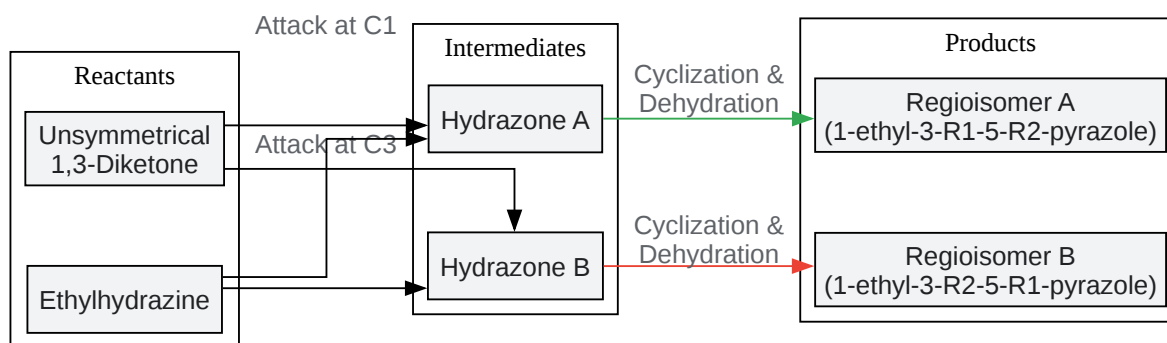 Reactants
Unsymmetrical
1,3-Diketone
Ethylhydrazine
Attack at C1
Attack at C3
Intermediates
Hydrazone A
Hydrazone B
Cyclization &
Dehydration
Cyclization &
Dehydration
Products
Regioisomer A
(1-ethyl-3-R1-5-R2-pyrazole)
Regioisomer B
(1-ethyl-3-R2-5-R1-pyrazole)